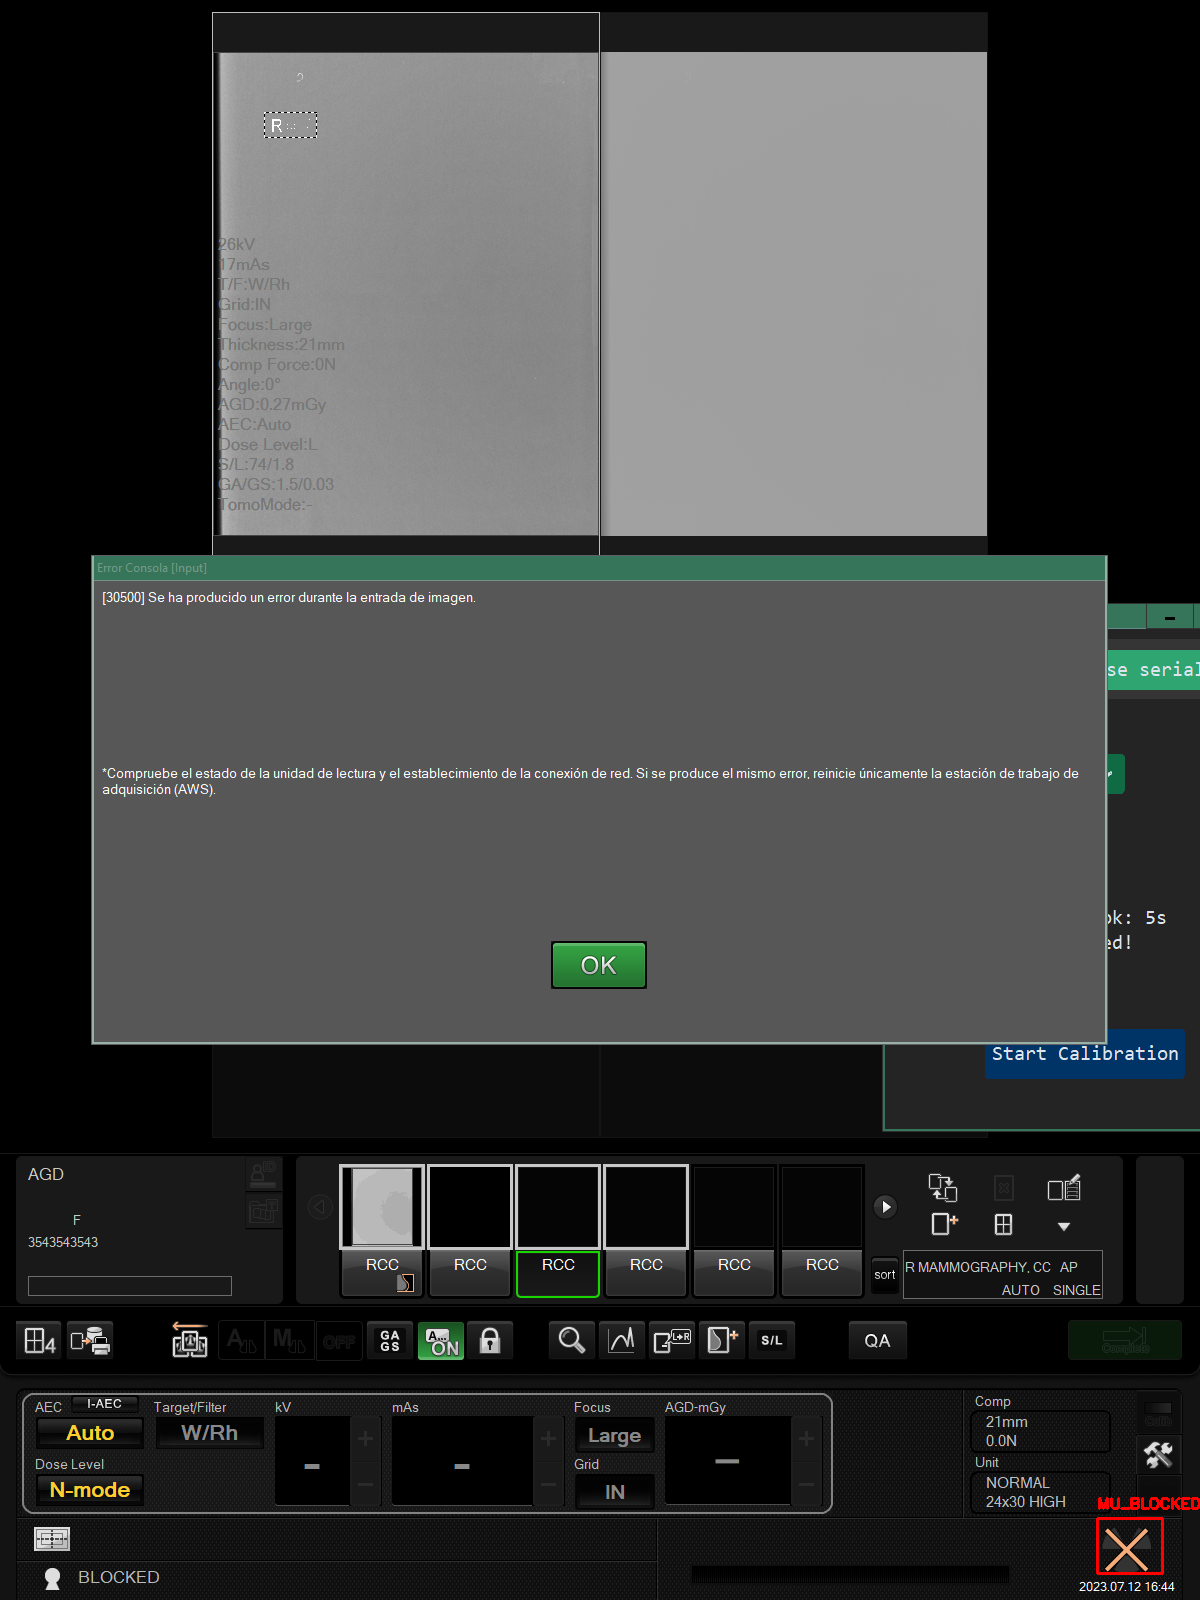 R
26kV
17mAs
T/F:W/Rh
Grid:IN
Focus:Large
Thickness:21mm
Comp Force:0N
Angle:0°
AGD:0.27mGy
AEC:Auto
Dose Level:L
S/L:74/1.8
GA/GS:1.5/0.03
TomoMode:-
Error Consola [Input]
[30500] Se ha producido un error durante la entrada de imagen.
*Compruebe el estado de la unidad de lectura y el establecimiento de la conexión de red. Si se produce el mismo error, reinicie únicamente la estación de trabajo de
adquisición (AWS).
OK
se serial
ok: 5s
ed!
Start Calibration
AGD
F
3543543543
RCC
RCC
RCC
RCC
RCC
RCC
sort
R MAMMOGRAPHY, CC AP
AUTO SINGLE
4
A
M
OFF
GA
GS
A...
ON
L↔R
S/L
QA
Complete
AEC
I-AEC
Auto
Dose Level
N-mode
Target/Filter
W/Rh
kV
–
mAs
–
Focus
Large
Grid
IN
AGD-mGy
–
Comp
21mm
0.0N
Unit
NORMAL
24x30 HIGH
MU_BLOCKED
BLOCKED
2023.07.12 16:44